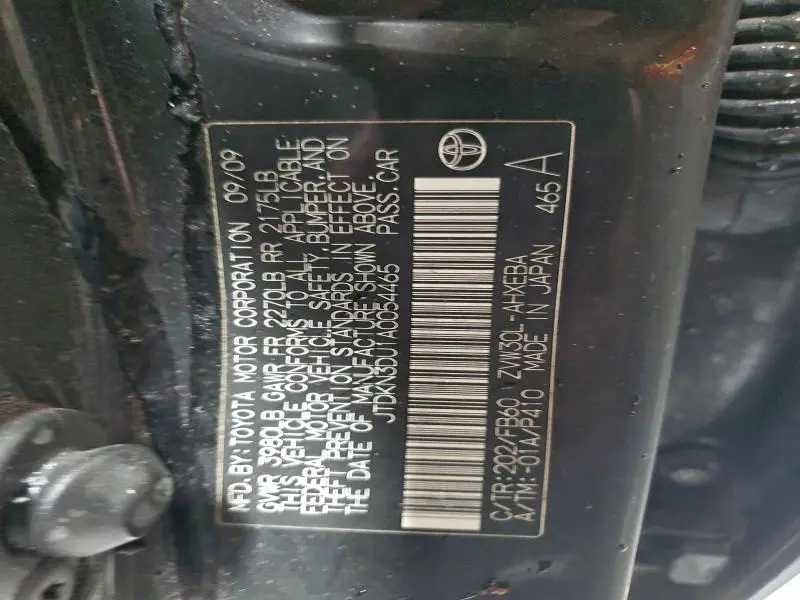 MFD. BY: TOYOTA MOTOR CORPORATION 09/09
GVWR 3980LB GAWR FR 2270LB RR 2175LB
THIS VEHICLE CONFORMS TO ALL APPLICABLE
FEDERAL MOTOR VEHICLE SAFETY, BUMPER, AND
THEFT PREVENTION STANDARDS IN EFFECT ON
THE DATE OF MANUFACTURE SHOWN ABOVE.
JTDKN3DU1A0054465 PASS. CAR
C/TR:202/FB60 ZVW30L-AHXEBA 465
A/TM:-01A/P410 MADE IN JAPAN A